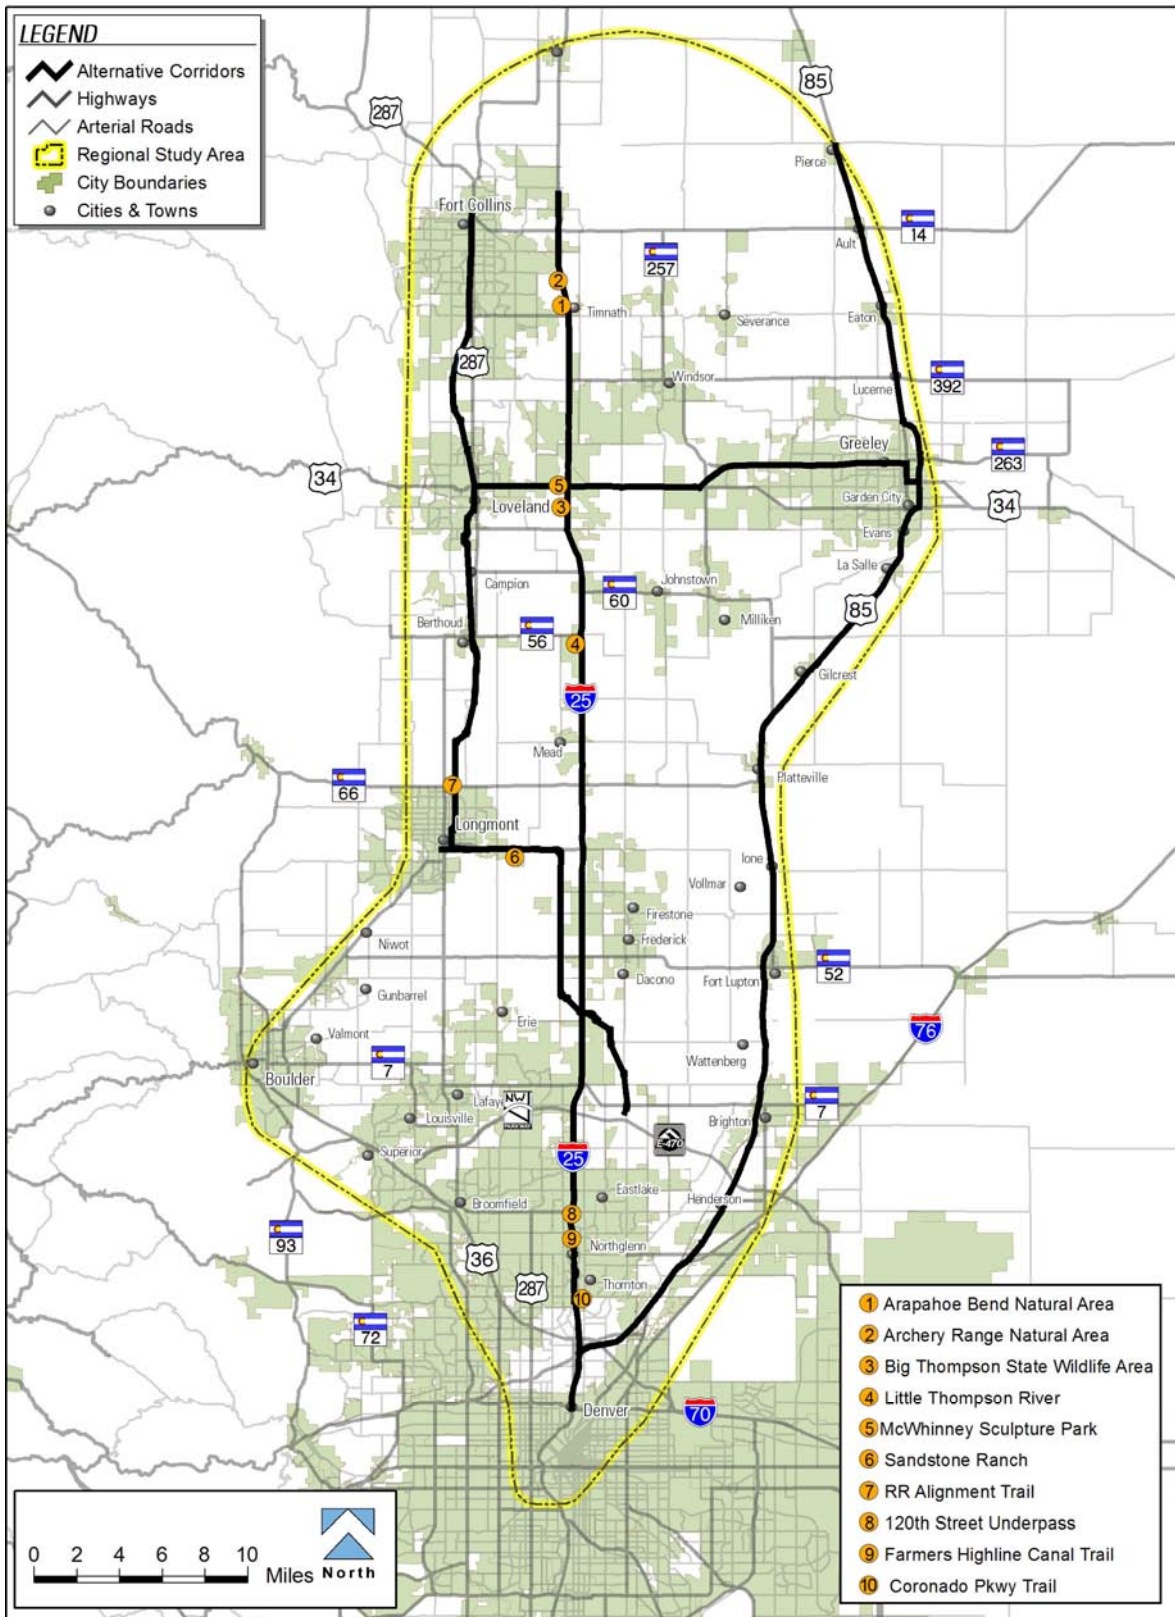 LEGEND
Alternative Corridors
Highways
Arterial Roads
Regional Study Area
City Boundaries
Cities & Towns
85
287
Pierce
Fort Collins
14
Ault
257
2
1
Timnath
Severance
Eaton
287
392
Windsor
Lucerne
Greeley
263
34
5
Loveland
3
Garden City
34
Evans
La Salle
Campion
60
Johnstown
85
Berthoud
56
Milliken
4
Gilcrest
25
Mead
Platteville
66
7
Longmont
6
Ione
Vollmar
Firestone
Niwot
Frederick
52
Dacono
Fort Lupton
Gunbarrel
Erie
76
Valmont
Wattenberg
7
Boulder
Lafaye
NW
PARKWAY
7
Louisville
Brighton
E-470
Superior
25
Eastlake
Broomfield
Henderson
8
93
9
Northglenn
36
287
Thornton
10
72
Denver
70
1 Arapahoe Bend Natural Area
2 Archery Range Natural Area
3 Big Thompson State Wildlife Area
4 Little Thompson River
5 McWhinney Sculpture Park
6 Sandstone Ranch
7 RR Alignment Trail
8 120th Street Underpass
9 Farmers Highline Canal Trail
10 Coronado Pkwy Trail
0 2 4 6 8 10
Miles
North